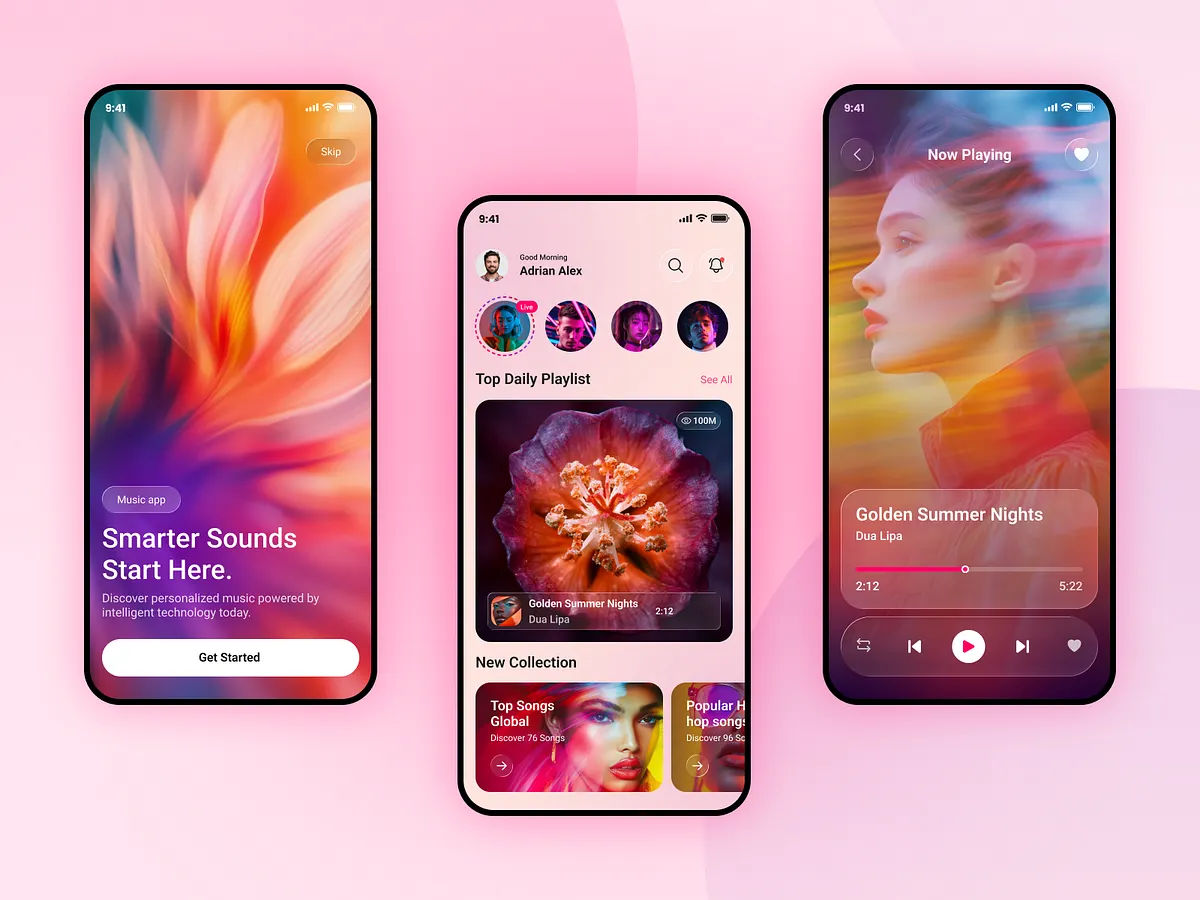 9:41
Skip
Music app
Smarter Sounds
Start Here.
Discover personalized music powered by
intelligent technology today.
Get Started
9:41
Good Morning
Adrian Alex
Live
Top Daily Playlist
See All
100M
Golden Summer Nights
Dua Lipa
2:12
New Collection
Top Songs
Global
Discover 76 Songs
Popular H
hop songs
Discover 96 So
9:41
Now Playing
Golden Summer Nights
Dua Lipa
2:12
5:22